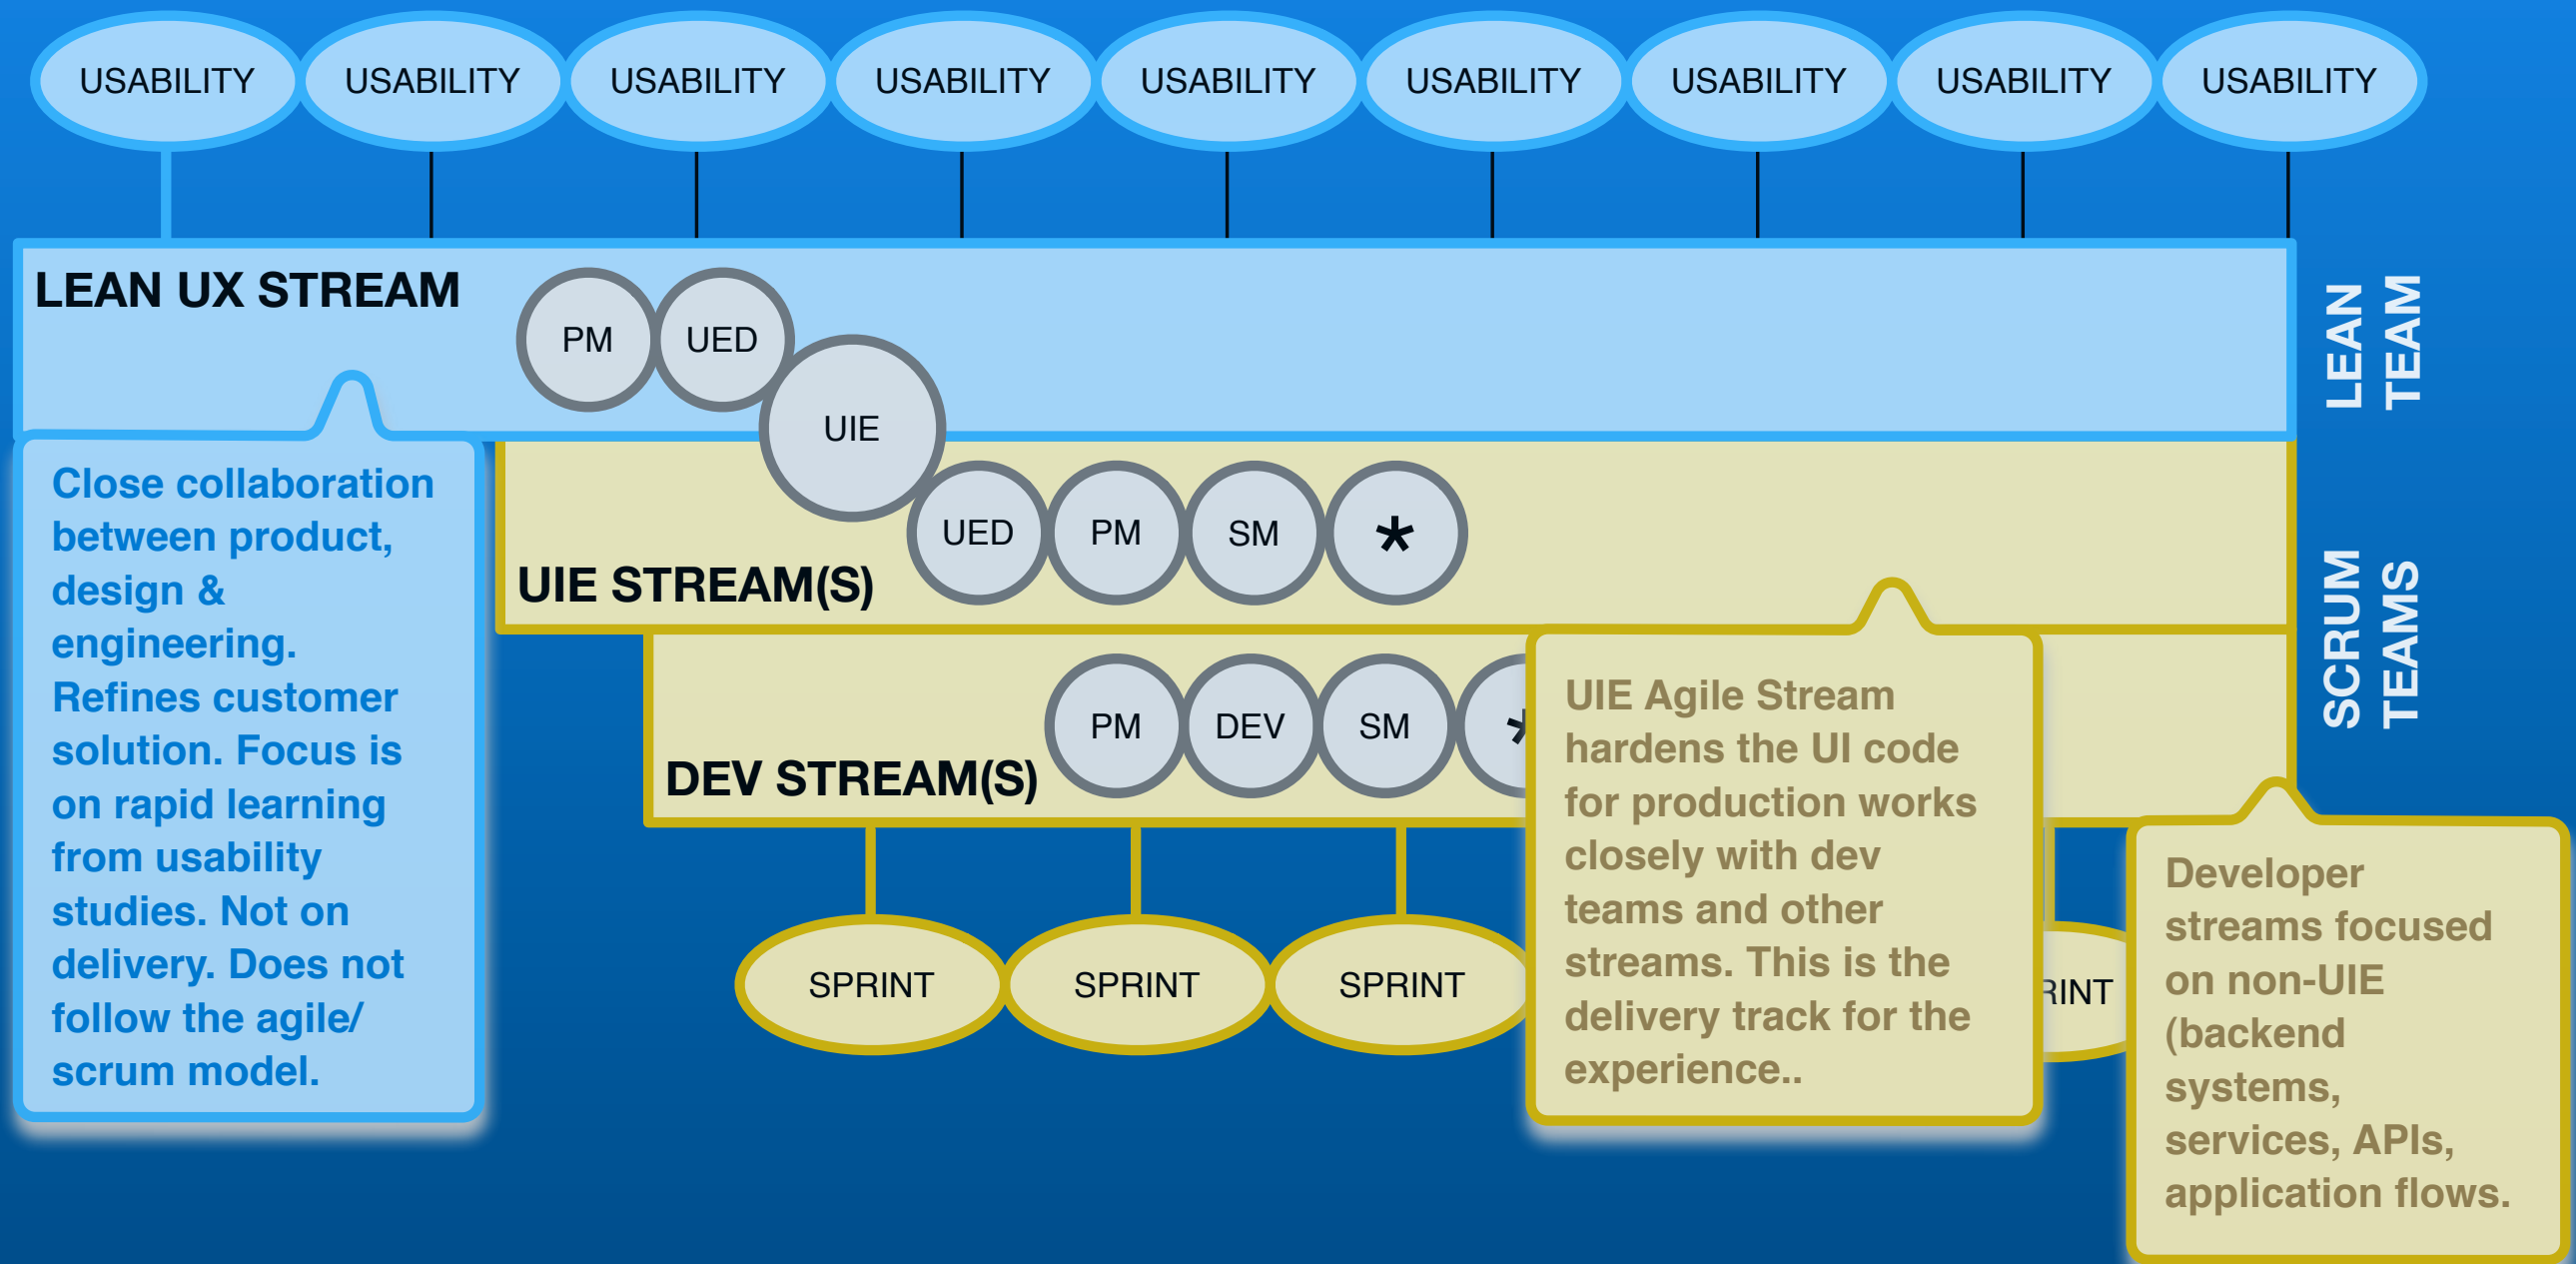 USABILITY USABILITY USABILITY USABILITY USABILITY USABILITY USABILITY USABILITY USABILITY
LEAN UX STREAM
PM UED
UIE
LEAN
TEAM
Close collaboration
between product,
design &
engineering.
Refines customer
solution. Focus is
on rapid learning
from usability
studies. Not on
delivery. Does not
follow the agile/
scrum model.
UED PM SM *
UIE STREAM(S)
SCRUM
TEAMS
PM DEV SM *
DEV STREAM(S)
UIE Agile Stream
hardens the UI code
for production works
closely with dev
teams and other
streams. This is the
delivery track for the
experience..
SPRINT SPRINT SPRINT RINT
Developer
streams focused
on non-UIE
(backend
systems,
services, APIs,
application flows.